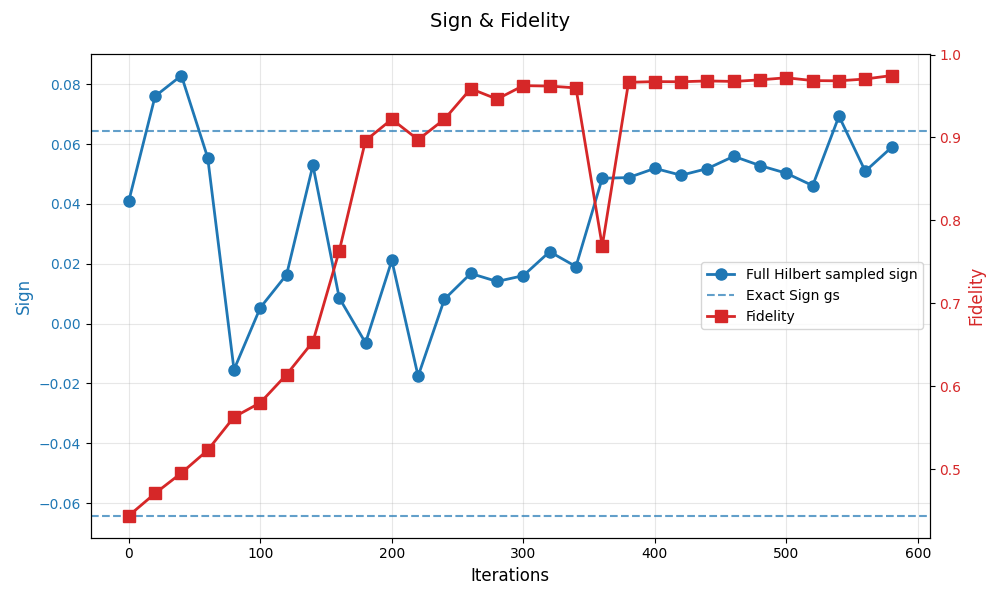 Sign & Fidelity
Sign
0.08
0.06
0.04
0.02
0.00
−0.02
−0.04
−0.06
1.0
0.9
0.8
0.7
0.6
0.5
Fidelity
Full Hilbert sampled sign
Exact Sign gs
Fidelity
0 100 200 300 400 500 600
Iterations